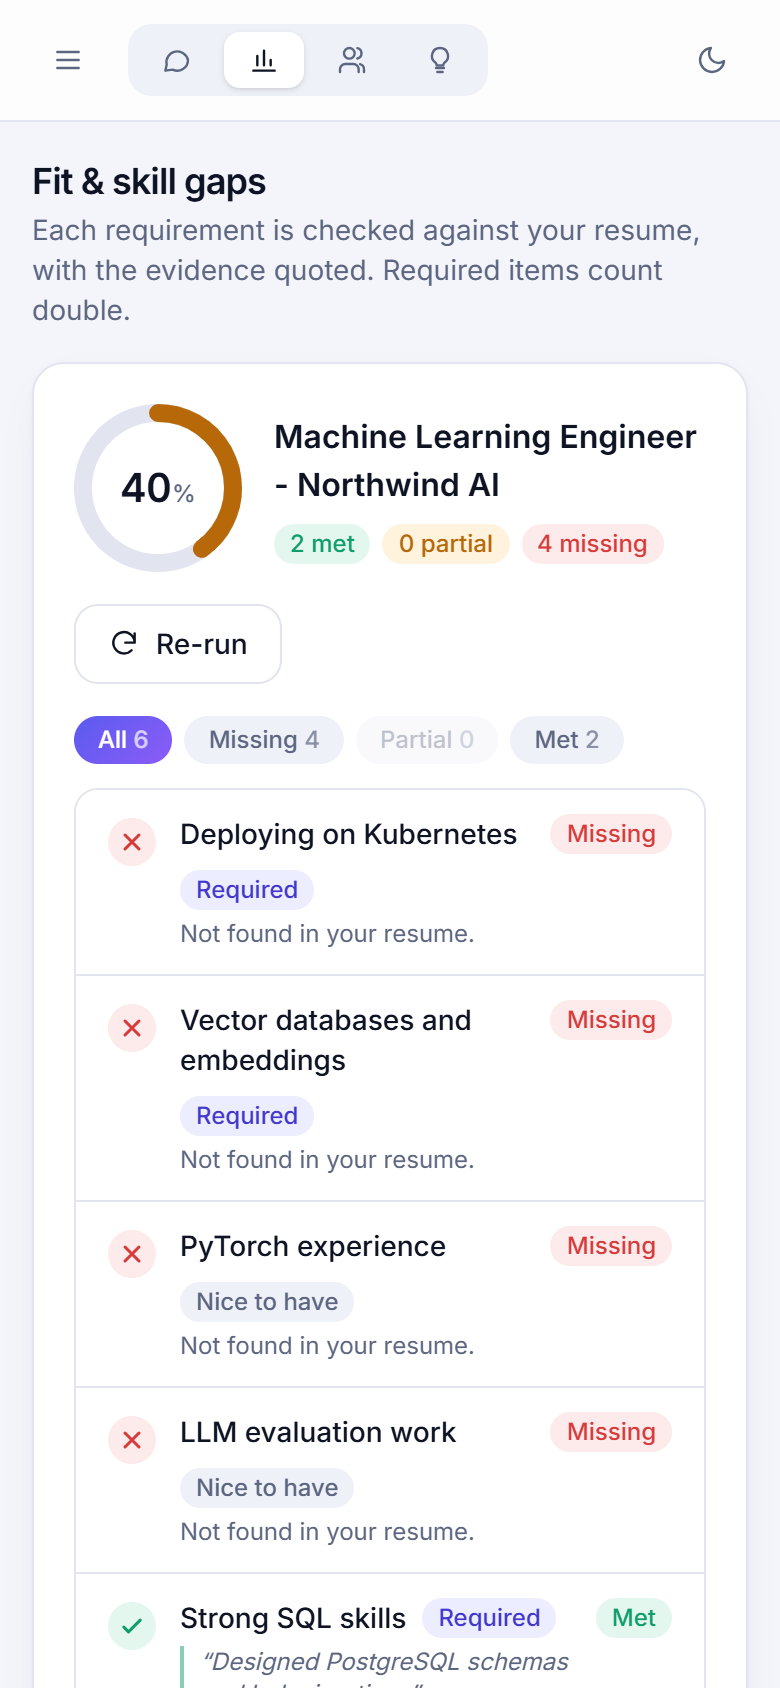 Fit & skill gaps
Each requirement is checked against your resume,
with the evidence quoted. Required items count
double.
40%
Machine Learning Engineer
- Northwind AI
2 met
0 partial
4 missing
Re-run
All 6
Missing 4
Partial 0
Met 2
Deploying on Kubernetes
Missing
Required
Not found in your resume.
Vector databases and
embeddings
Missing
Required
Not found in your resume.
PyTorch experience
Missing
Nice to have
Not found in your resume.
LLM evaluation work
Missing
Nice to have
Not found in your resume.
Strong SQL skills
Required
Met
“Designed PostgreSQL schemas